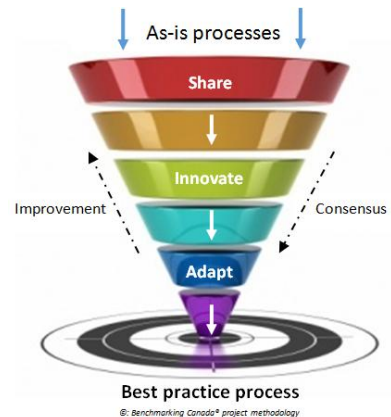 As-is processes
Share
Innovate
Improvement
Consensus
Adapt
Best practice process
©: Benchmarking Canada® project methodology